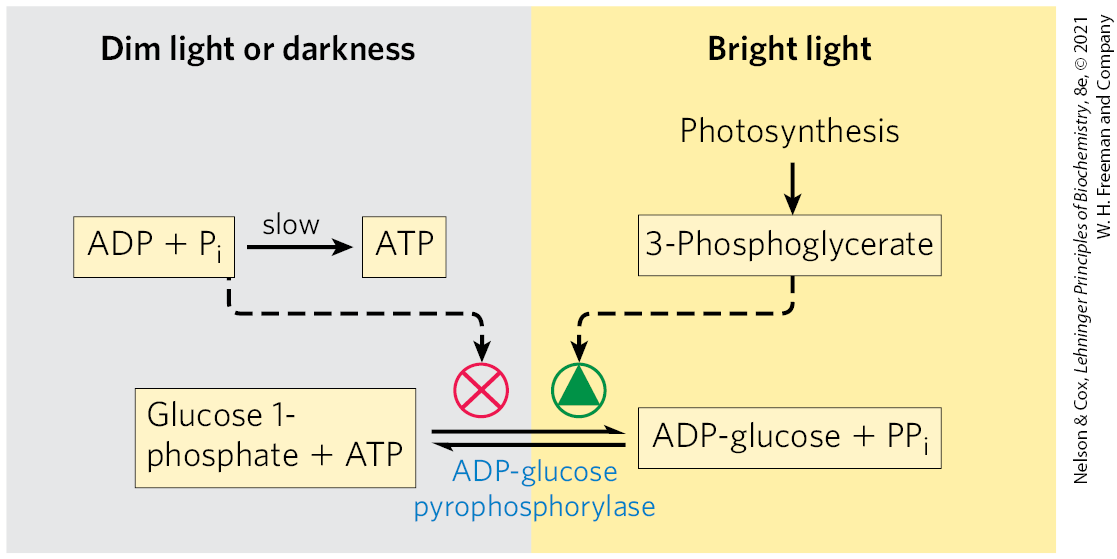 Dim light or darkness
Bright light
Photosynthesis
ADP + Pi
slow
ATP
3-Phosphoglycerate
Glucose 1-
phosphate + ATP
ADP-glucose + PPi
ADP-glucose
pyrophosphorylase
Nelson & Cox, Lehninger Principles of Biochemistry, 8e, © 2021
W. H. Freeman and Company